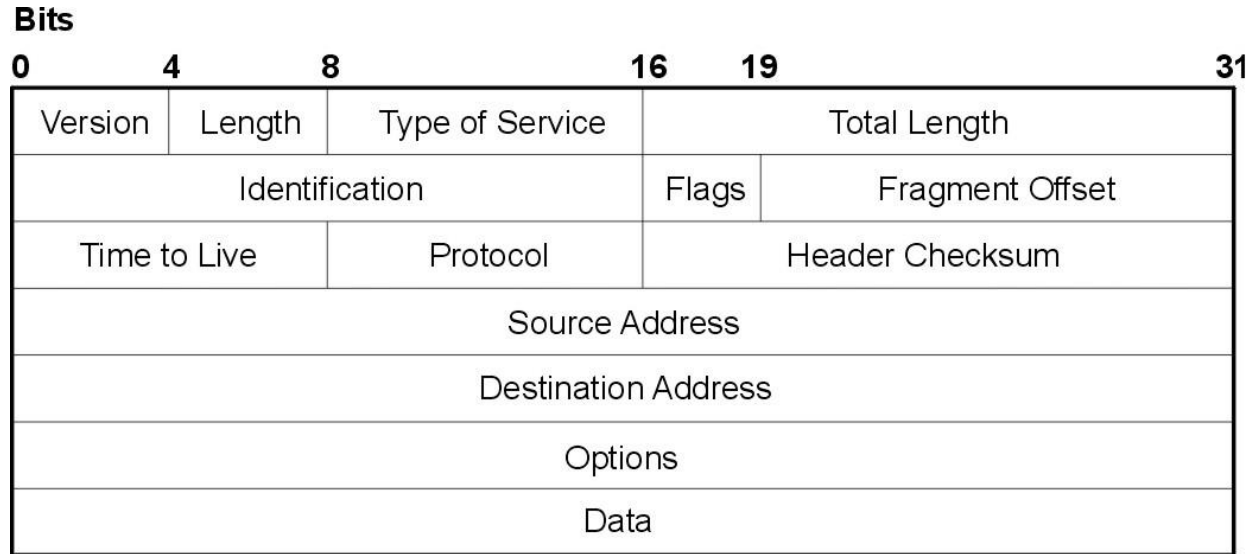 Bits
0 4 8 16 19 31
Version Length Type of Service Total Length
Identification Flags Fragment Offset
Time to Live Protocol Header Checksum
Source Address
Destination Address
Options
Data